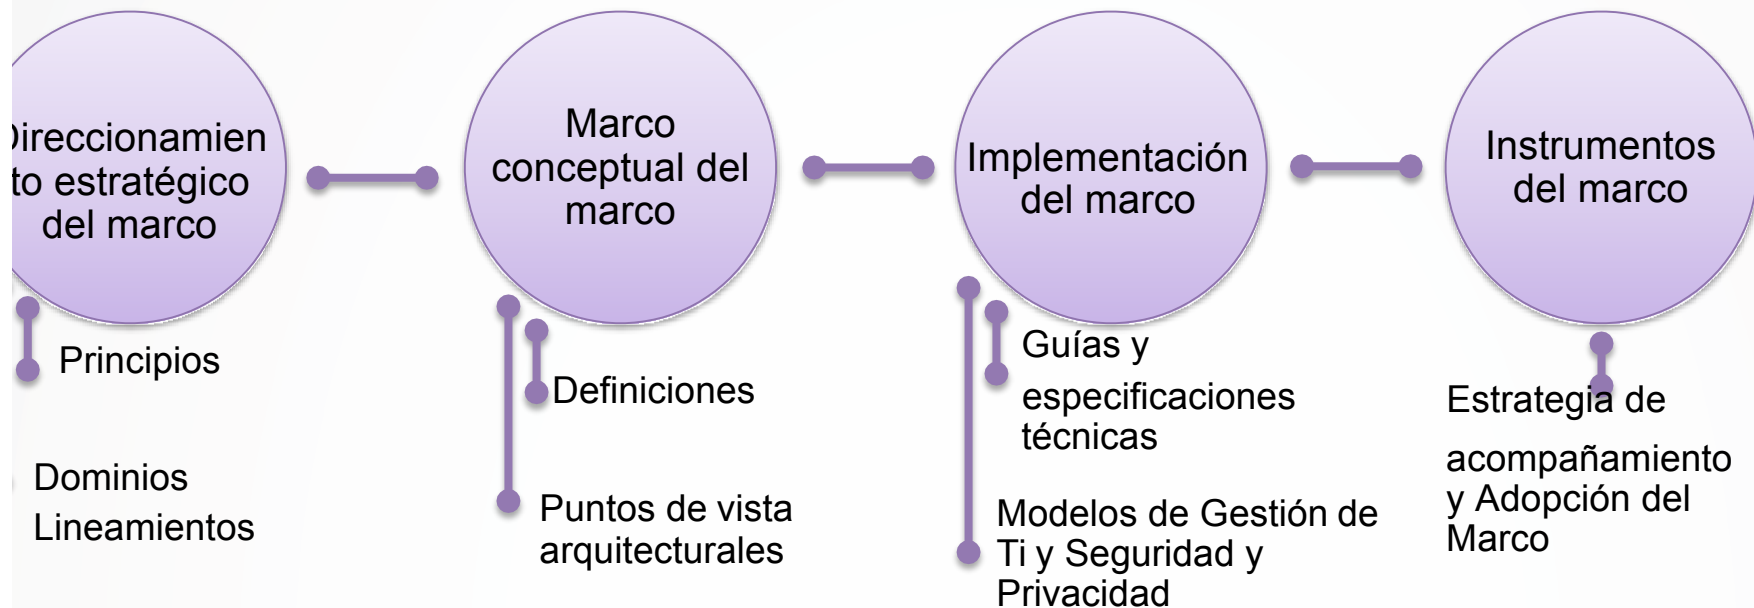 Direccionamien
to estratégico
del marco
Principios
Dominios
Lineamientos
Marco
conceptual del
marco
Definiciones
Puntos de vista
arquitecturales
Implementación
del marco
Guías y
especificaciones
técnicas
Modelos de Gestión de
Ti y Seguridad y
Privacidad
Instrumentos
del marco
Estrategia de
acompañamiento
y Adopción del
Marco